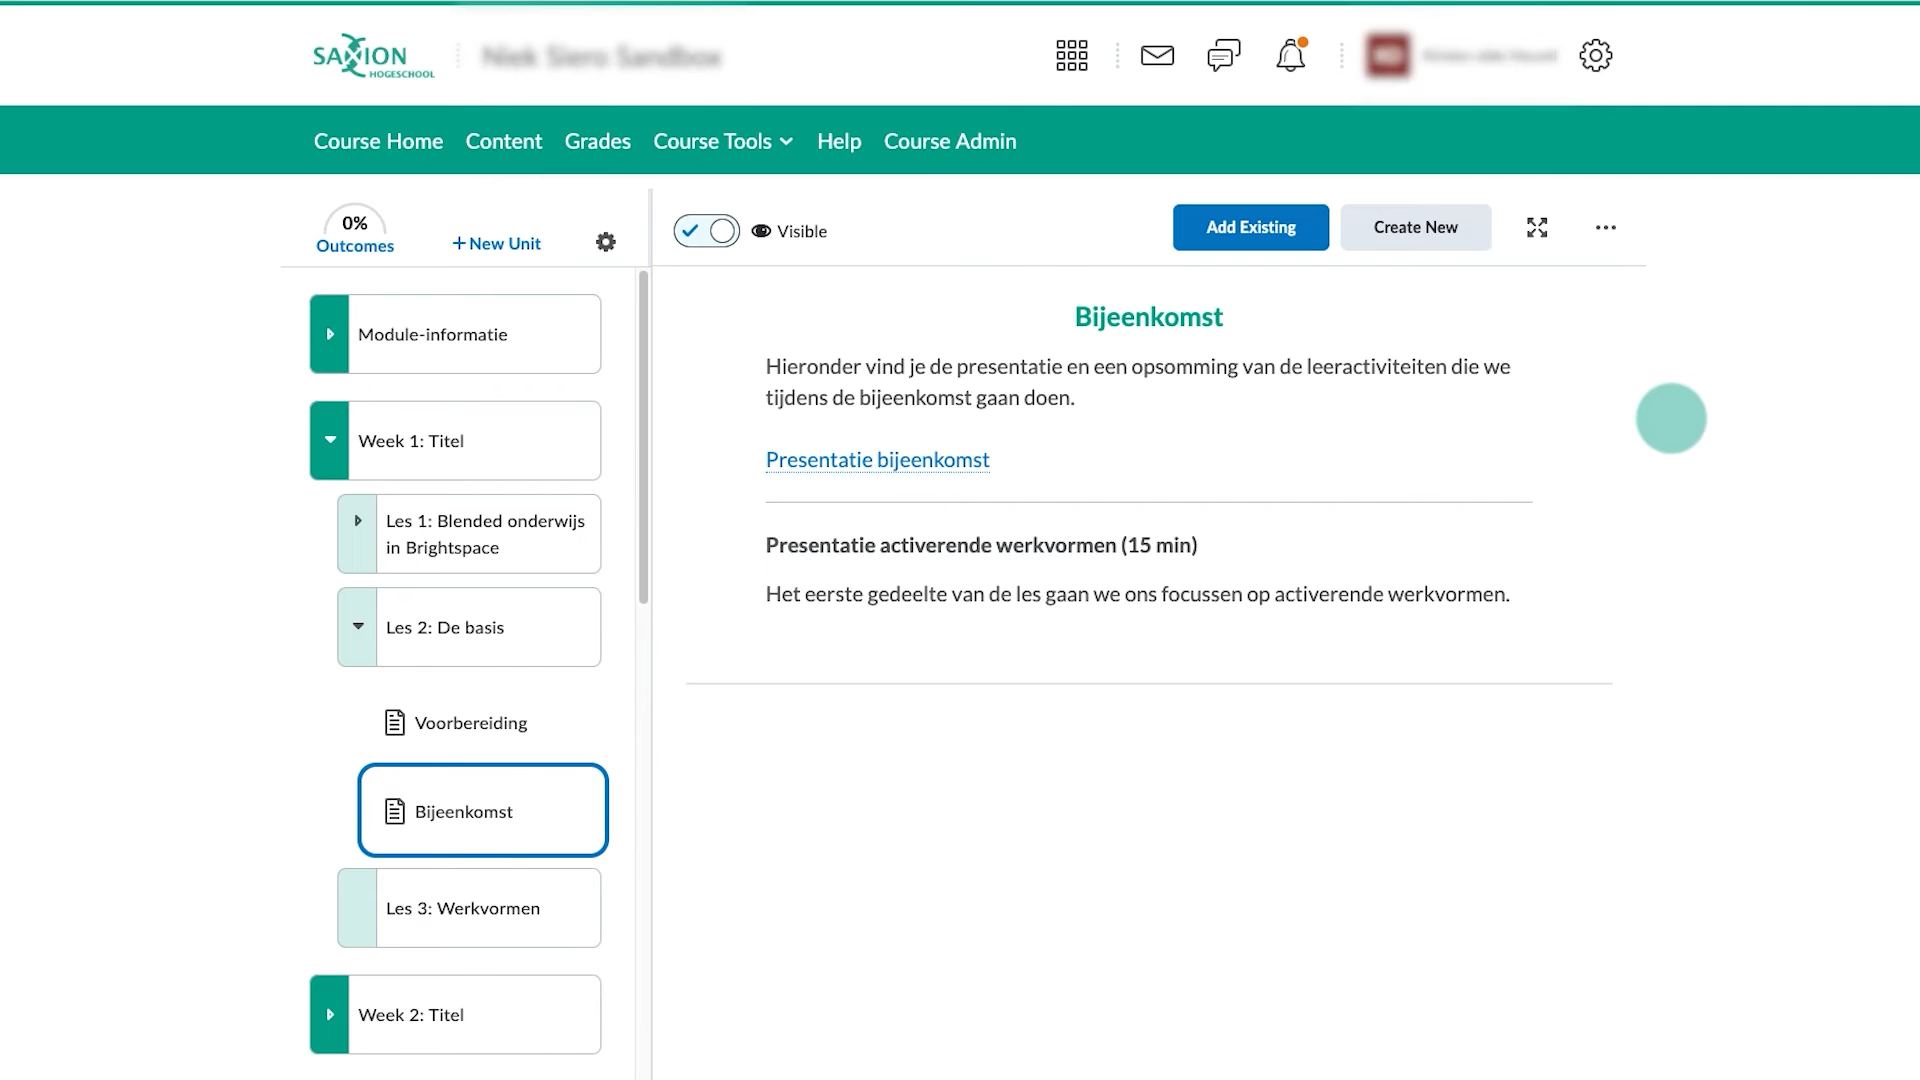 SAXION
HOGESCHOOL
Niek Siero Sandbox
Course Home
Content
Grades
Course Tools
Help
Course Admin
0%
Outcomes
+ New Unit
Visible
Add Existing
Create New
Module-informatie
Week 1: Titel
Les 1: Blended onderwijs
in Brightspace
Les 2: De basis
Voorbereiding
Bijeenkomst
Les 3: Werkvormen
Week 2: Titel
Bijeenkomst
Hieronder vind je de presentatie en een opsomming van de leeractiviteiten die we
tijdens de bijeenkomst gaan doen.
Presentatie bijeenkomst
Presentatie activerende werkvormen (15 min)
Het eerste gedeelte van de les gaan we ons focussen op activerende werkvormen.